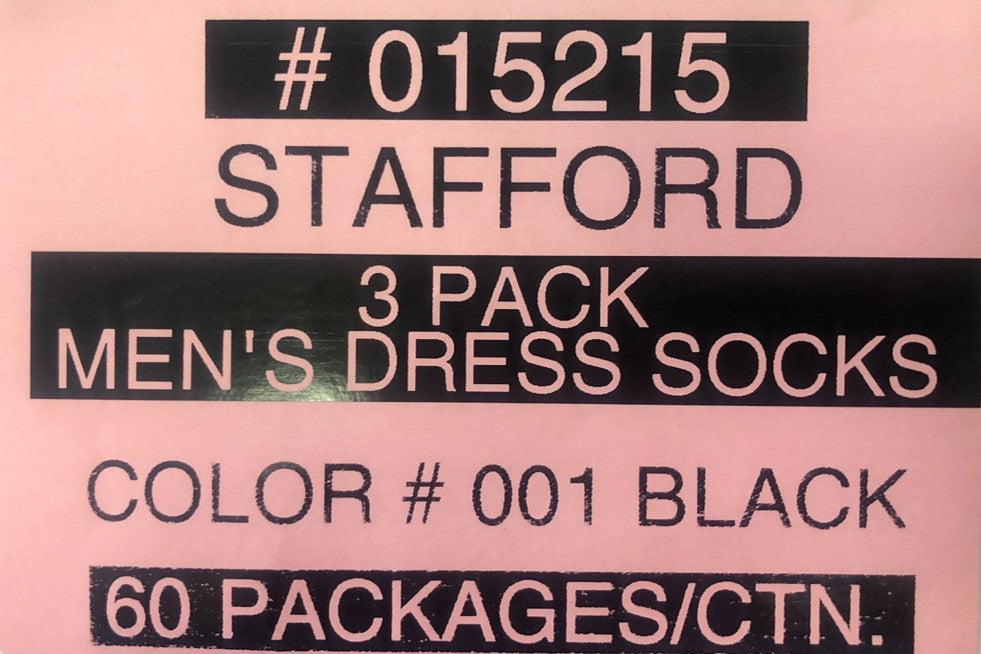 # 015215
STAFFORD
3 PACK
MEN'S DRESS SOCKS
COLOR # 001 BLACK
60 PACKAGES/CTN.